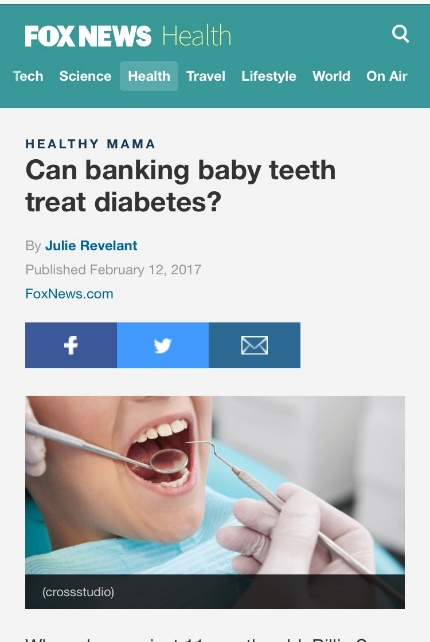 FOX NEWS Health
Tech Science Health Travel Lifestyle World On Air
HEALTHY MAMA
Can banking baby teeth
treat diabetes?
By Julie Revelant
Published February 12, 2017
FoxNews.com
(crossstudio)